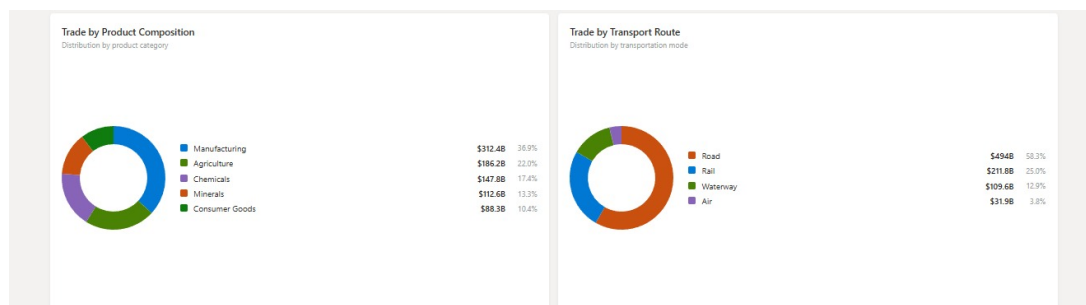 Trade by Product Composition
Distribution by product category
Manufacturing $312.4B 36.9%
Agriculture $186.2B 22.0%
Chemicals $147.8B 17.4%
Minerals $112.6B 13.3%
Consumer Goods $88.3B 10.4%
Trade by Transport Route
Distribution by transportation mode
Road $494B 58.3%
Rail $211.8B 25.0%
Waterway $109.6B 12.9%
Air $31.9B 3.8%